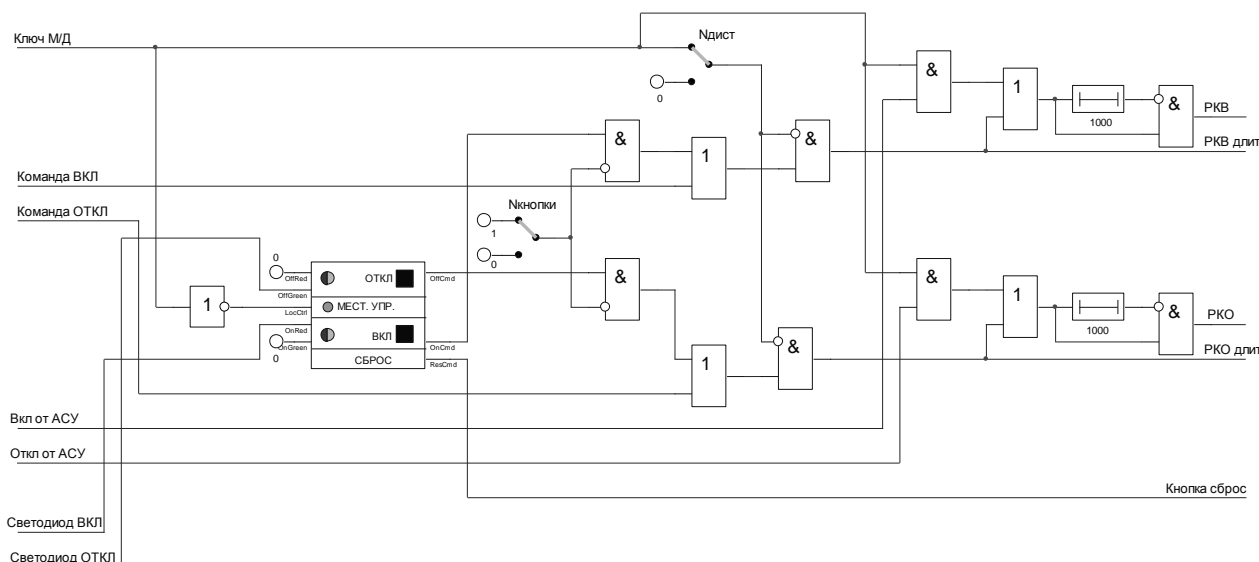 Nдист
Ключ М/Д
&
1
0
1000
&
РКВ
РКВ длит
&
1
&
Команда ВКЛ
Nкнопки
Команда ОТКЛ
1
0
0
OffRed
ОТКЛ
OffCmd
OffGreen
&
&
1
МЕСТ. УПР.
LocCtrl
1
&
РКО
OnRed
ВКЛ
1000
OnGreen
OnCmd
0
СБРОС
ResCmd
1
&
РКО длит
Вкл от АСУ
Откл от АСУ
Кнопка сброс
Светодиод ВКЛ
Светодиод ОТКЛ